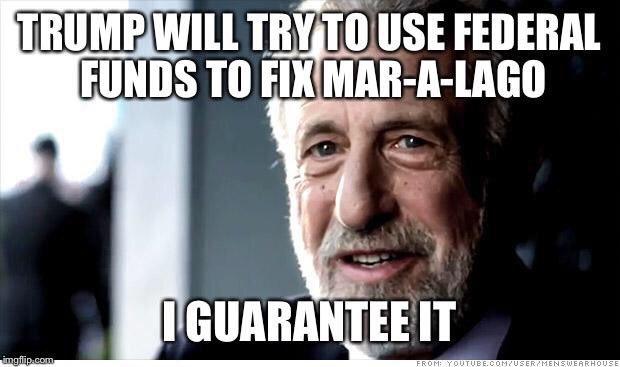 TRUMP WILL TRY TO USE FEDERAL
FUNDS TO FIX MAR-A-LAGO
I GUARANTEE IT
imgflip.com
FROM: YOUTUBE.COM/USER/MENSWEARHOUSE